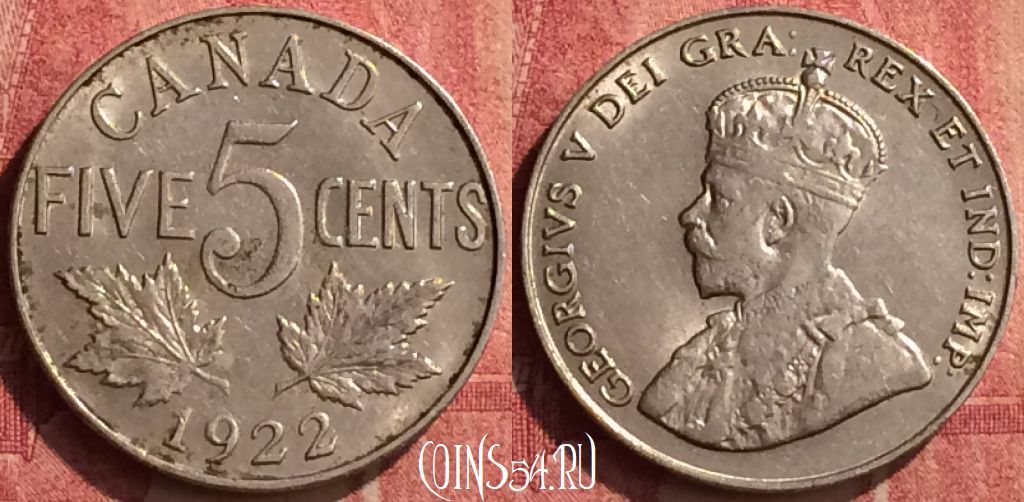 CANADA
FIVE 5 CENTS
1922
GEORGIVS V DEI GRA: REX ET IND: IMP:
COINS54.RU